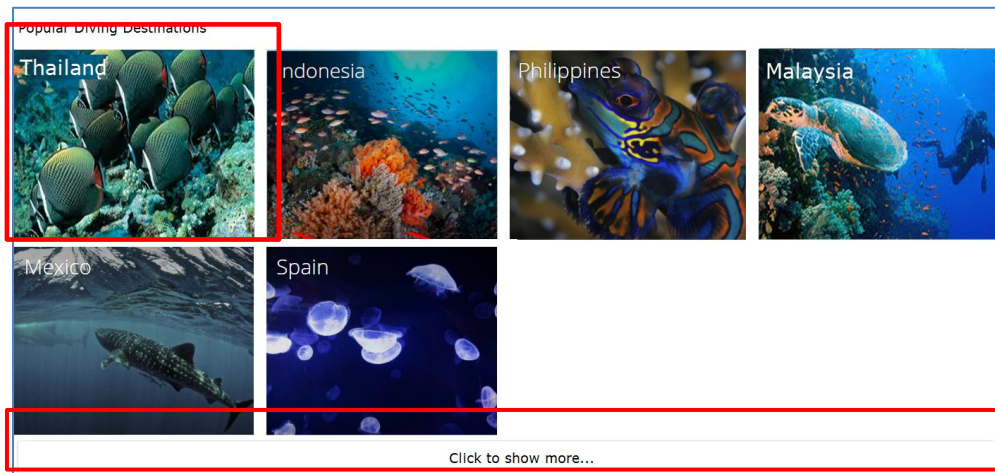 Popular Diving Destinations
Thailand
Indonesia
Philippines
Malaysia
Mexico
Spain
Click to show more...